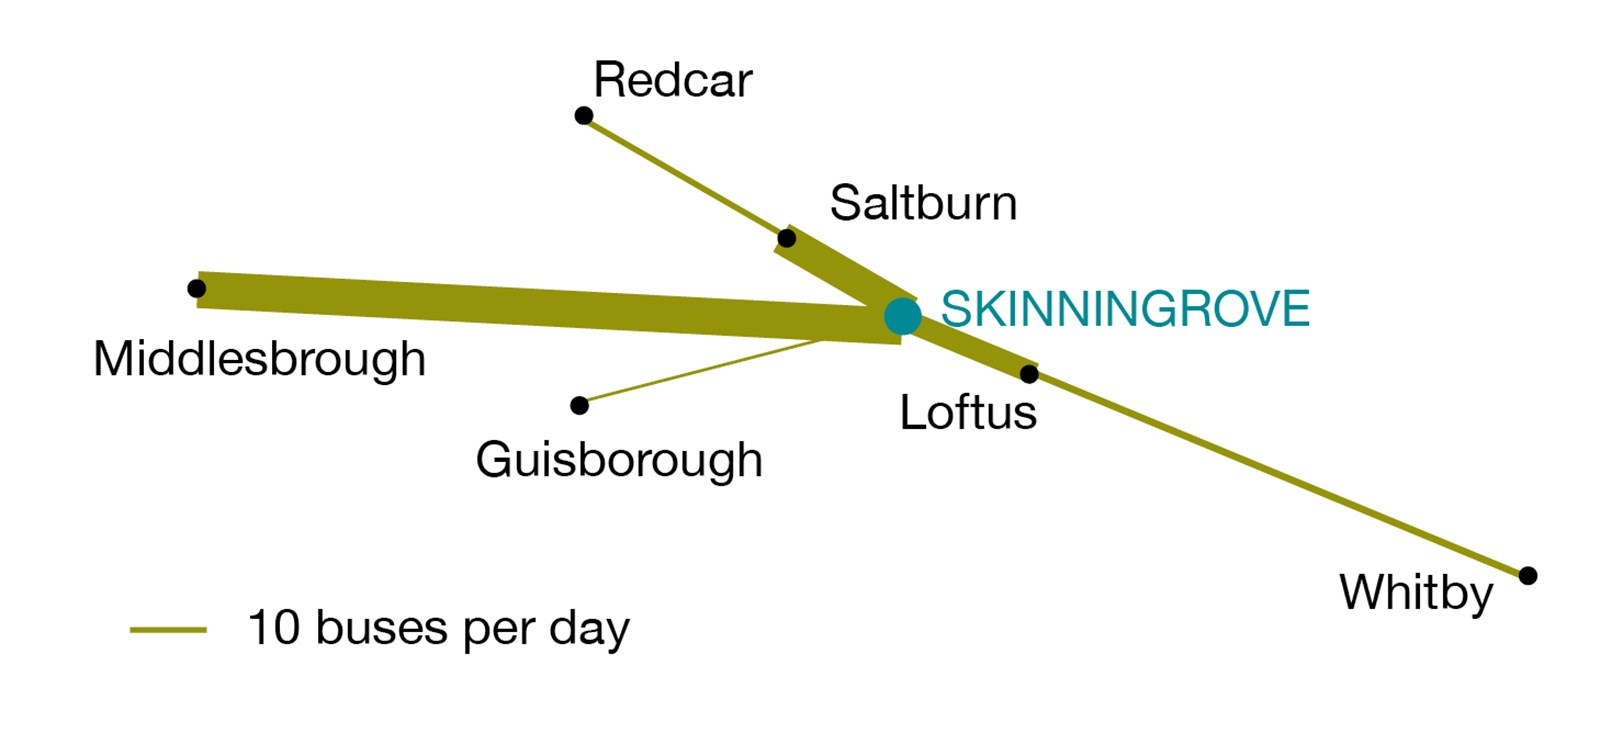 Redcar
Saltburn
SKINNINGROVE
Middlesbrough
Loftus
Guisborough
Whitby
10 buses per day